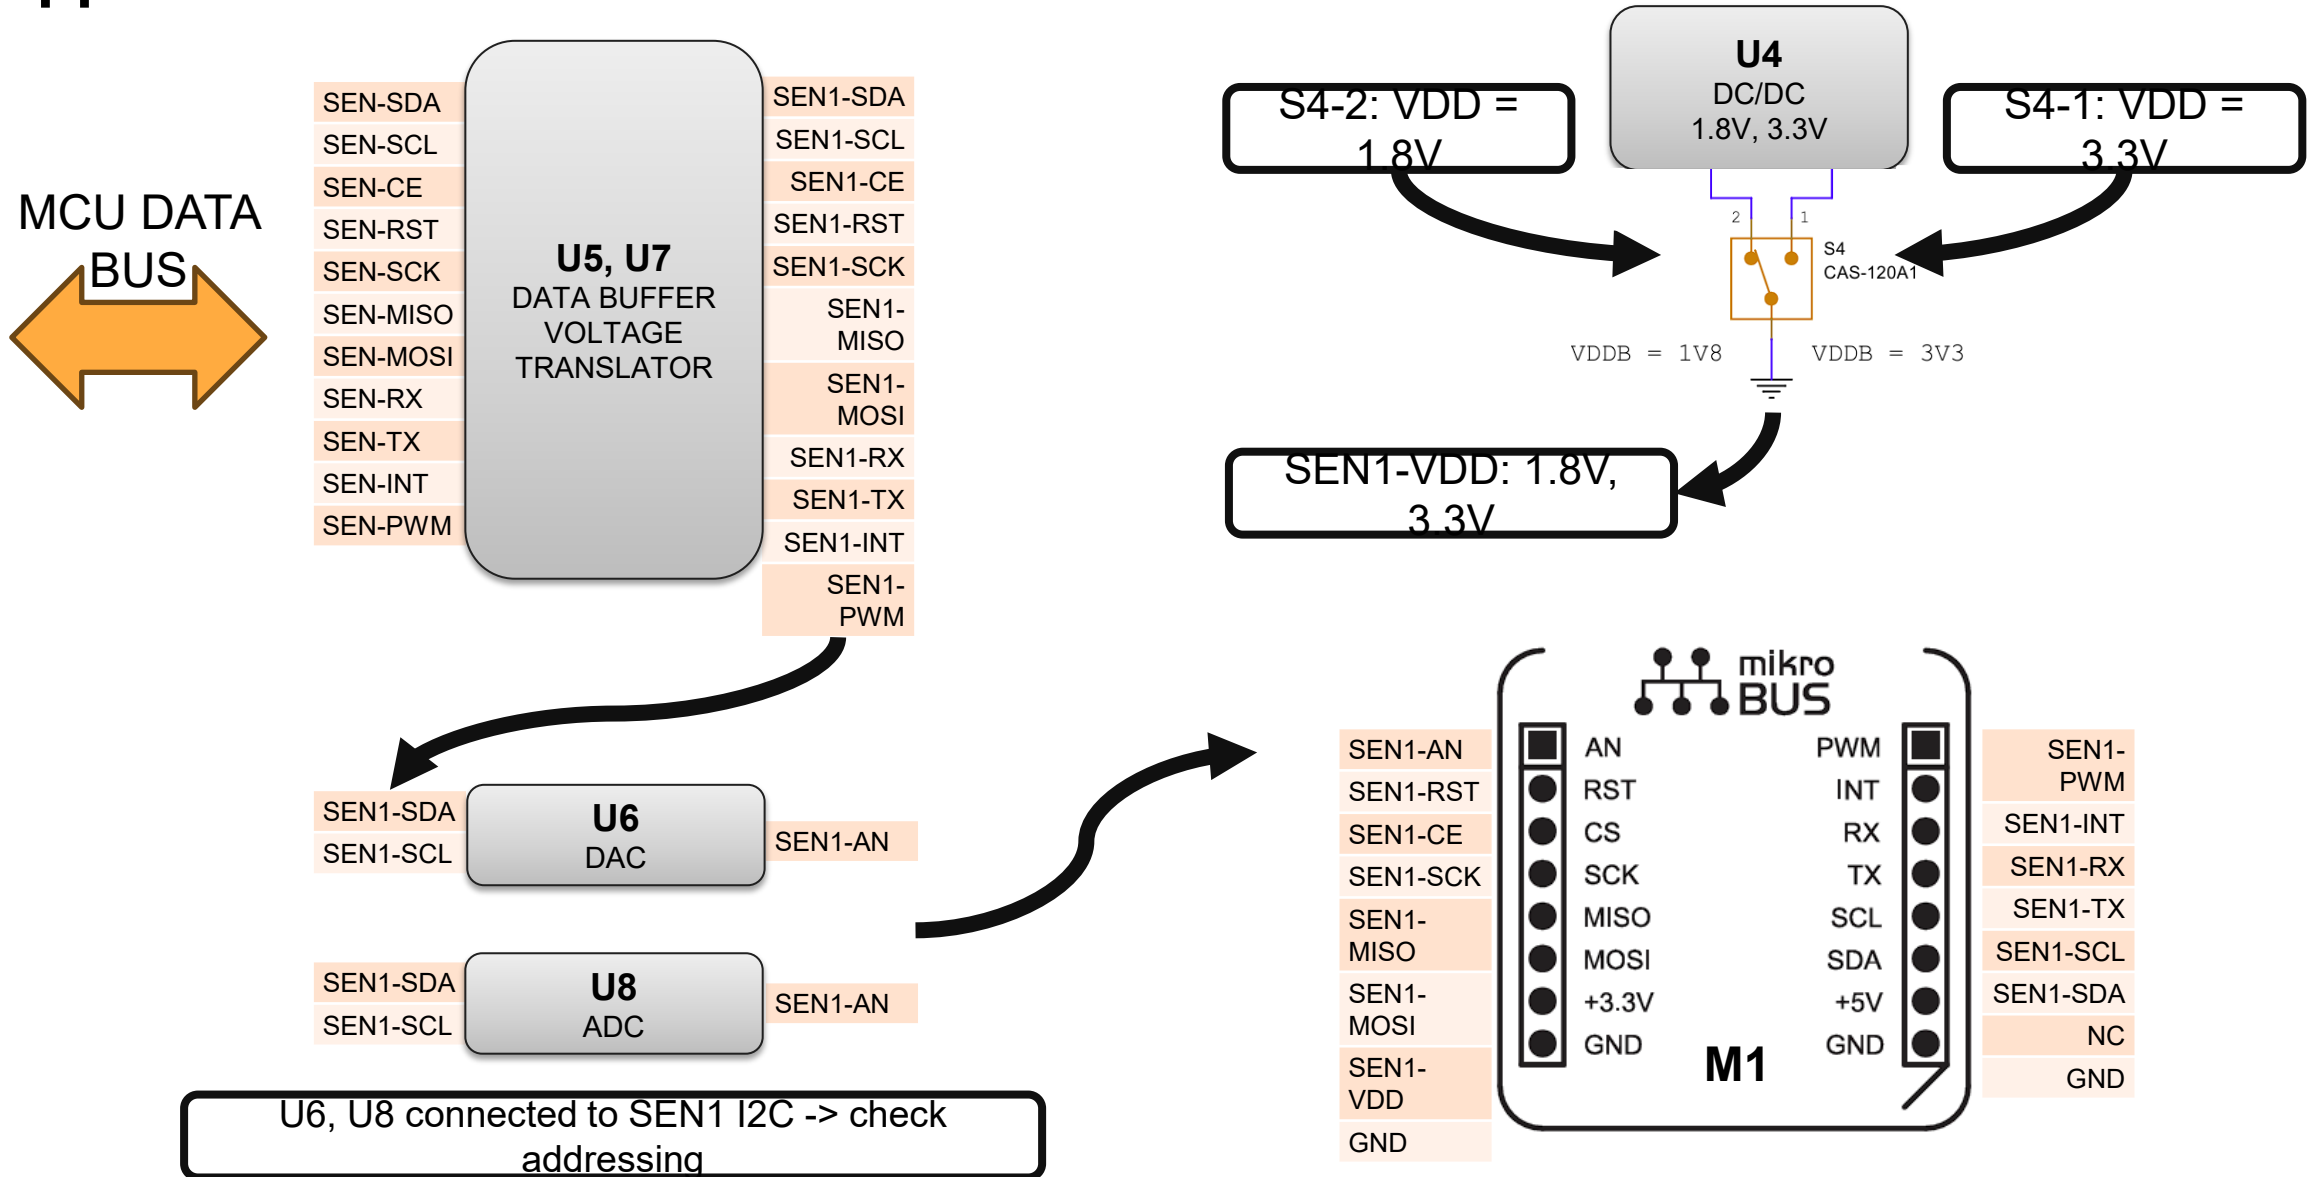 MCU DATA
BUS
SEN-SDA
SEN-SCL
SEN-CE
SEN-RST
SEN-SCK
SEN-MISO
SEN-MOSI
SEN-RX
SEN-TX
SEN-INT
SEN-PWM
U5, U7
DATA BUFFER
VOLTAGE
TRANSLATOR
SEN1-SDA
SEN1-SCL
SEN1-CE
SEN1-RST
SEN1-SCK
SEN1-
MISO
SEN1-
MOSI
SEN1-RX
SEN1-TX
SEN1-INT
SEN1-
PWM
U4
DC/DC
1.8V, 3.3V
S4-2: VDD =
1.8V
S4-1: VDD =
3.3V
2
1
S4
CAS-120A1
VDDB = 1V8
VDDB = 3V3
SEN1-VDD: 1.8V,
3.3V
SEN1-SDA
SEN1-SCL
U6
DAC
SEN1-AN
SEN1-SDA
SEN1-SCL
U8
ADC
SEN1-AN
U6, U8 connected to SEN1 I2C -> check
addressing
mikro
BUS
SEN1-AN
SEN1-RST
SEN1-CE
SEN1-SCK
SEN1-
MISO
SEN1-
MOSI
SEN1-
VDD
GND
AN
RST
CS
SCK
MISO
MOSI
+3.3V
GND
M1
PWM
INT
RX
TX
SCL
SDA
+5V
GND
SEN1-
PWM
SEN1-INT
SEN1-RX
SEN1-TX
SEN1-SCL
SEN1-SDA
NC
GND